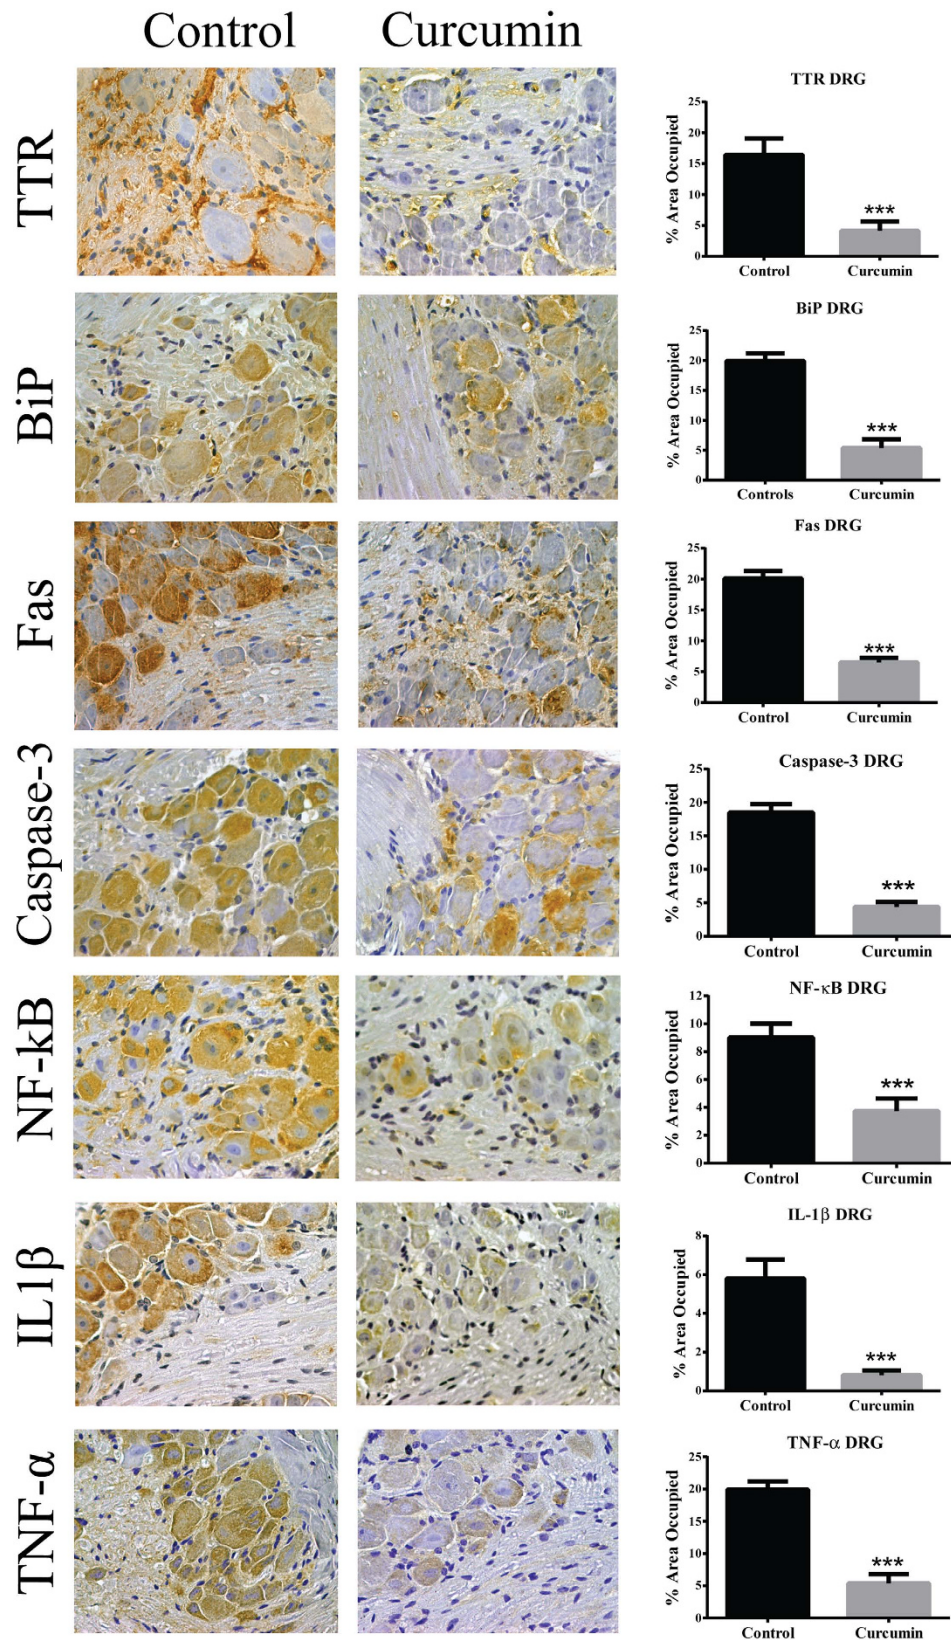 Control Curcumin
TTR
TTR DRG
% Area Occupied
25
20
15
10
5
0
***
Control Curcumin
BiP
BiP DRG
% Area Occupied
25
20
15
10
5
0
***
Controls Curcumin
Fas
Fas DRG
% Area Occupied
25
20
15
10
5
0
***
Control Curcumin
Caspase-3
Caspase-3 DRG
% Area Occupied
25
20
15
10
5
0
***
Control Curcumin
NF-kB
NF-κB DRG
% Area Occupied
12
10
8
6
4
2
0
***
Control Curcumin
IL1β
IL-1β DRG
% Area Occupied
8
6
4
2
0
***
Control Curcumin
TNF-α
TNF-α DRG
% Area Occupied
25
20
15
10
5
0
***
Control Curcumin